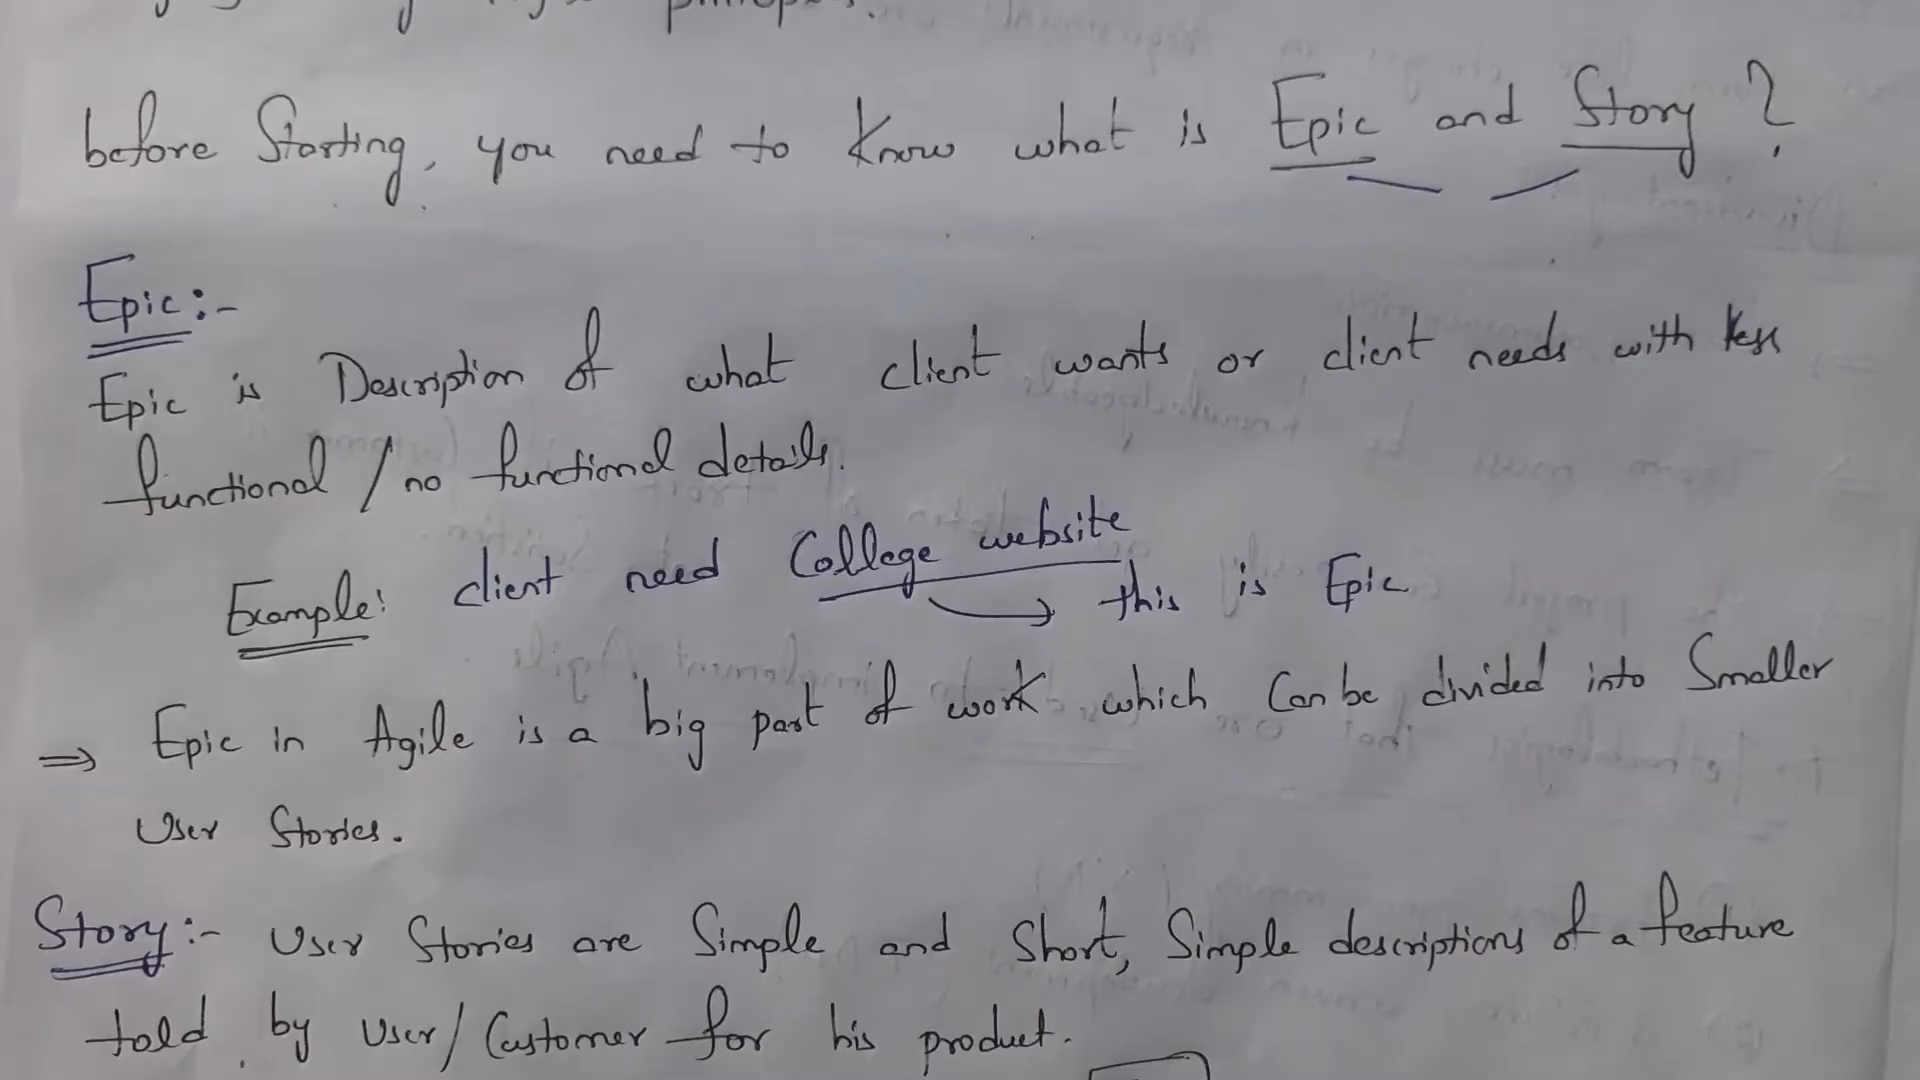 before Starting, you need to Know what is Epic and Story ?
Epic:-
Epic is Description of what client wants or client needs with less
functional / no functional details.
Example: client need College website
→ this is Epic
⇒ Epic in Agile is a big part of work which Can be divided into Smaller
User Stories.
Story:- User Stories are Simple and Short, Simple descriptions of a feature
told by User/ Customer for his product.